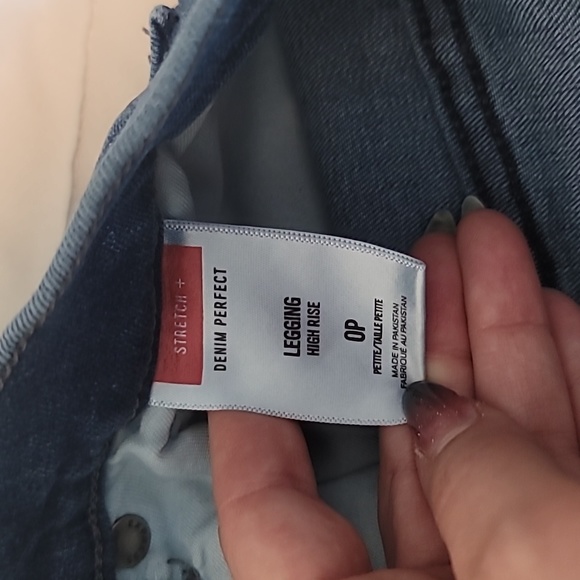 STRETCH +
DENIM PERFECT
LEGGING
HIGH RISE
0P
PETITE/TAILLE PETITE
MADE IN PAKISTAN
FABRIQUÉ AU PAKISTAN